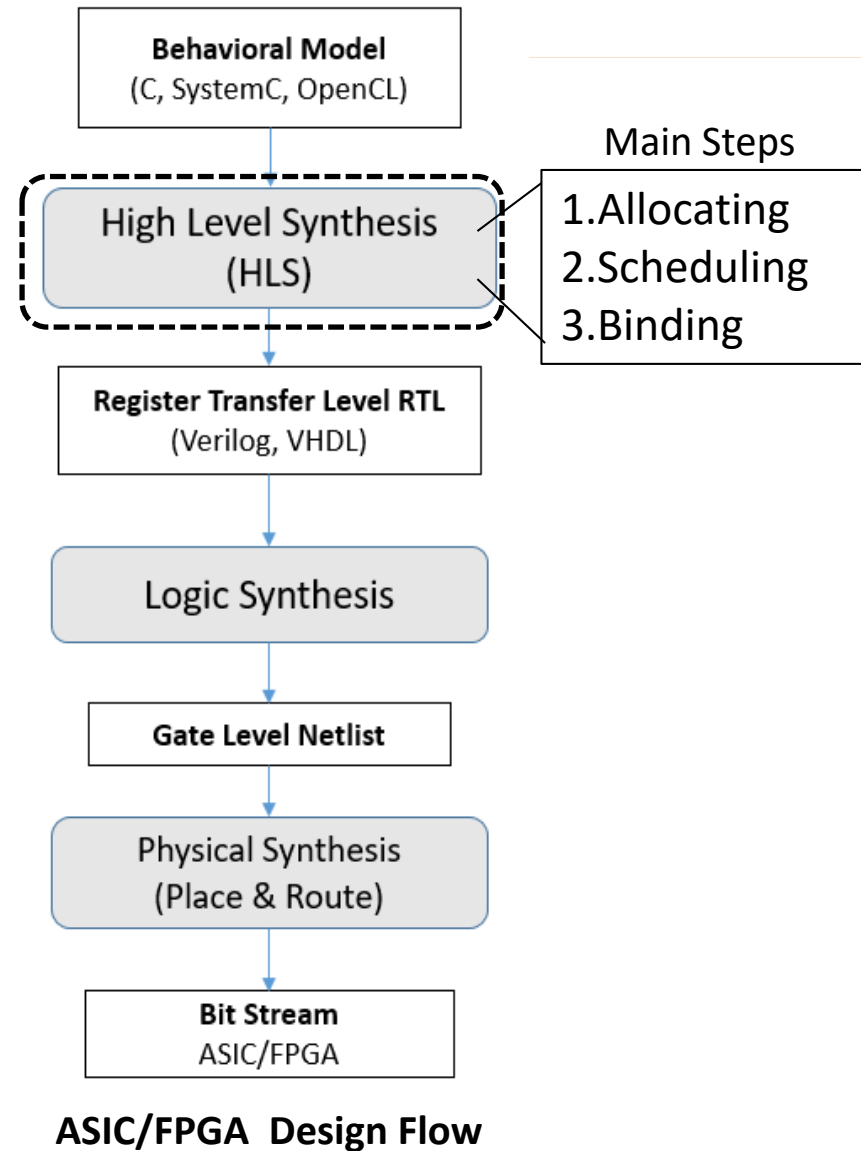 Behavioral Model
(C, SystemC, OpenCL)
Main Steps
High Level Synthesis
(HLS)
1.Allocating
2.Scheduling
3.Binding
Register Transfer Level RTL
(Verilog, VHDL)
Logic Synthesis
Gate Level Netlist
Physical Synthesis
(Place & Route)
Bit Stream
ASIC/FPGA
ASIC/FPGA  Design Flow